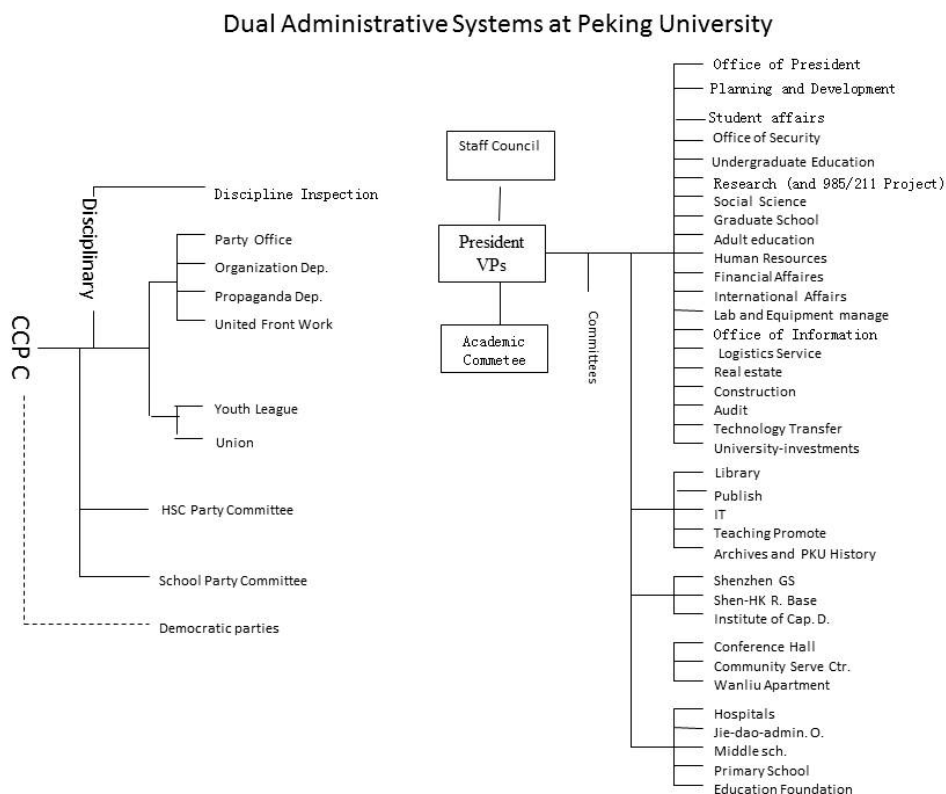 Dual Administrative Systems at Peking University
CCP C
Disciplinary
Discipline Inspection
Party Office
Organization Dep.
Propaganda Dep.
United Front Work
Youth League
Union
HSC Party Committee
School Party Committee
Democratic parties
Staff Council
President
VPs
Academic
Commetee
Committees
Office of President
Planning and Development
Student affairs
Office of Security
Undergraduate Education
Research (and 985/211 Project)
Social Science
Graduate School
Adult education
Human Resources
Financial Affaires
International Affairs
Lab and Equipment manage
Office of Information
Logistics Service
Real estate
Construction
Audit
Technology Transfer
University-investments
Library
Publish
IT
Teaching Promote
Archives and PKU History
Shenzhen GS
Shen-HK R. Base
Institute of Cap. D.
Conference Hall
Community Serve Ctr.
Wanliu Apartment
Hospitals
Jie-dao-admin. O.
Middle sch.
Primary School
Education Foundation